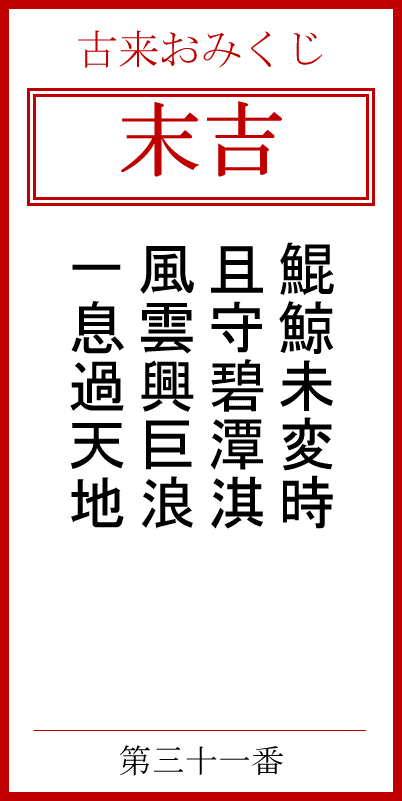 古来おみくじ
末吉
鯤鯨未変時
且守碧潭淇
風雲興巨浪
一息過天地
第三十一番